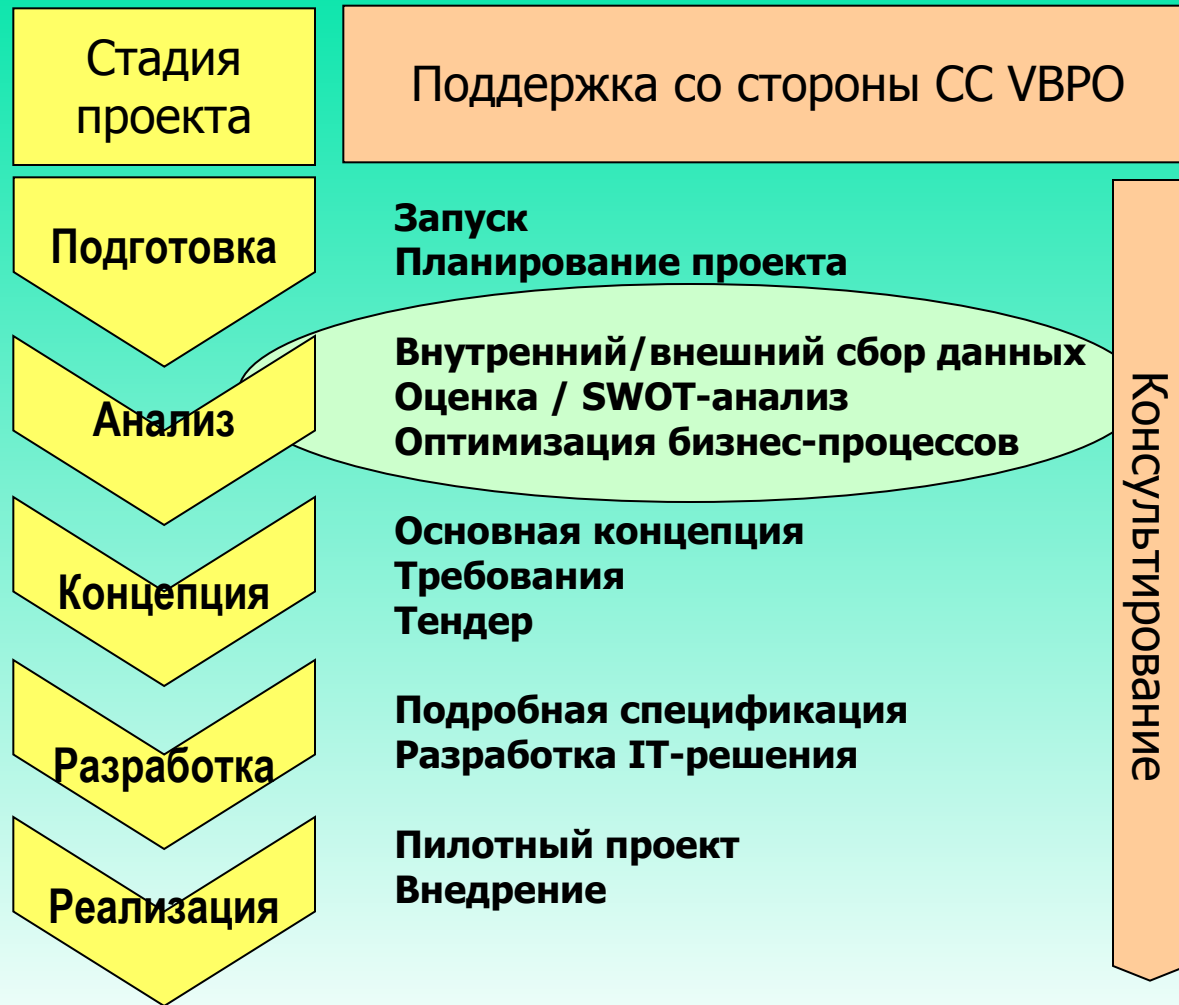 Стадия
проекта
Поддержка со стороны СС VBPO
Подготовка
Запуск
Планирование проекта
Анализ
Внутренний/внешний сбор данных
Оценка / SWOT-анализ
Оптимизация бизнес-процессов
Концепция
Основная концепция
Требования
Тендер
Разработка
Подробная спецификация
Разработка IT-решения
Реализация
Пилотный проект
Внедрение
Консультирование